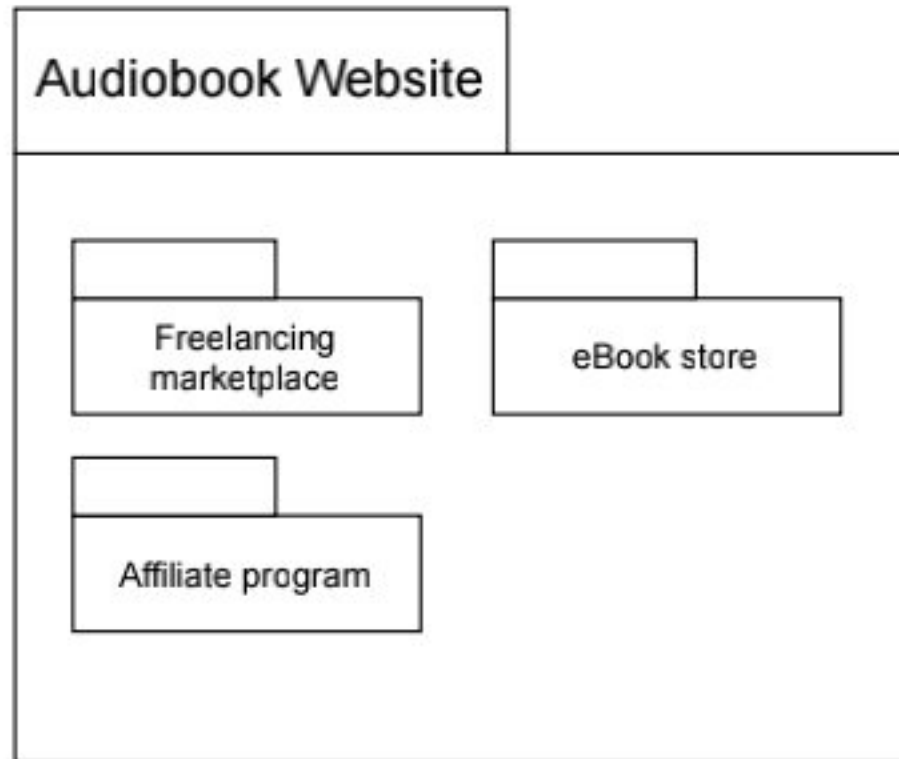 Audiobook Website
Freelancing
marketplace
eBook store
Affiliate program